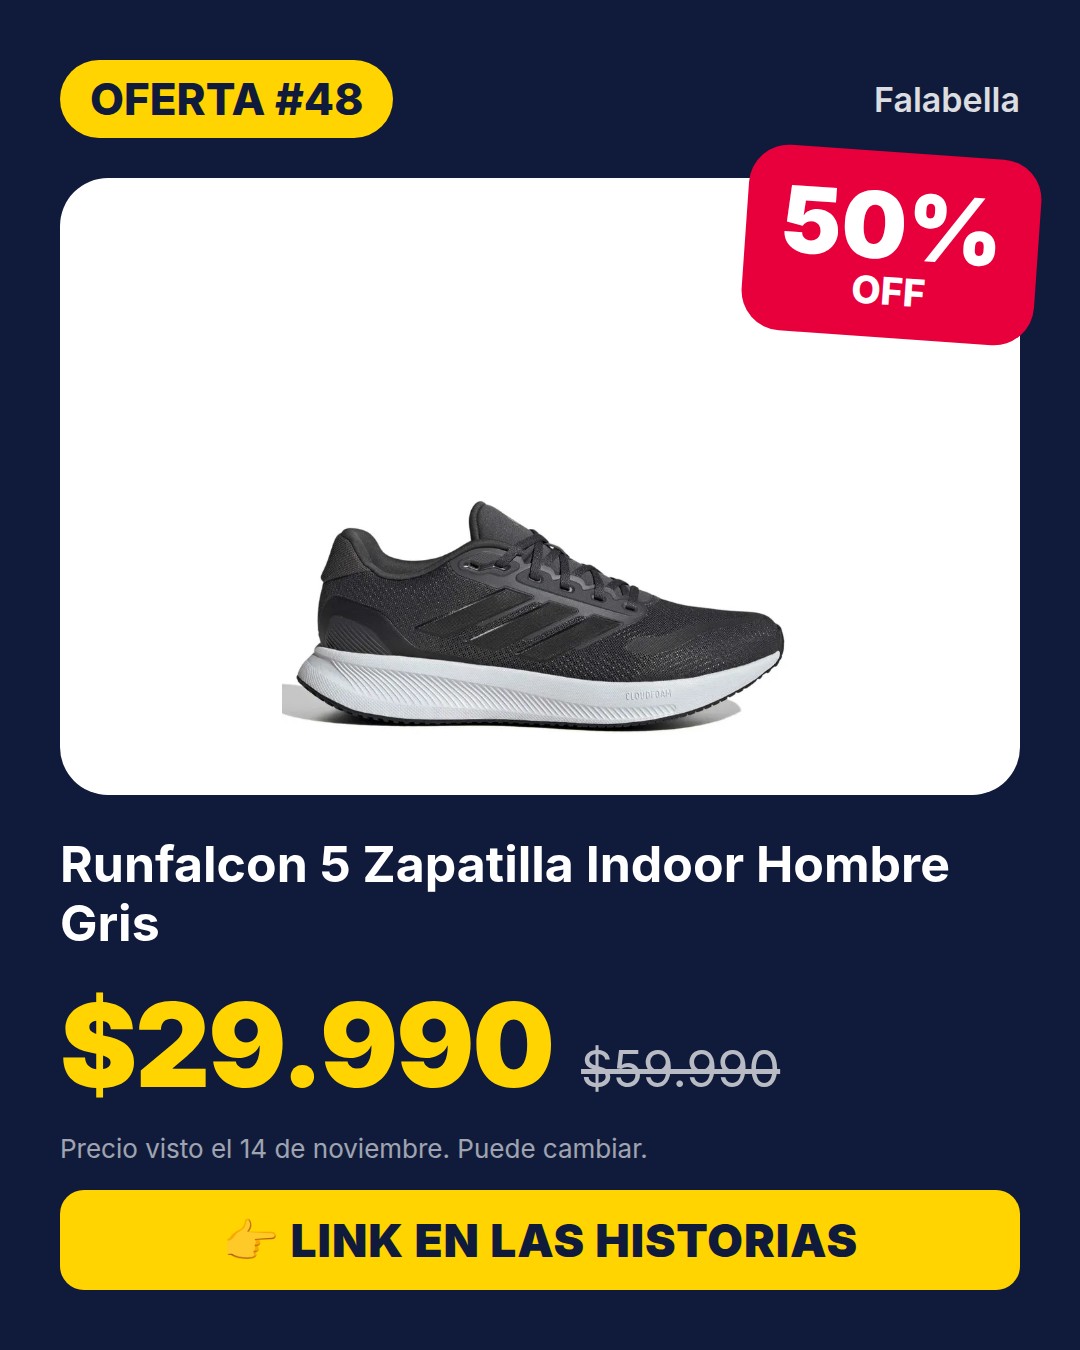 OFERTA #48
Falabella
50%
OFF
CLOUDFOAM
Runfalcon 5 Zapatilla Indoor Hombre
Gris
$29.990 $59.990
Precio visto el 14 de noviembre. Puede cambiar.
👉 LINK EN LAS HISTORIAS